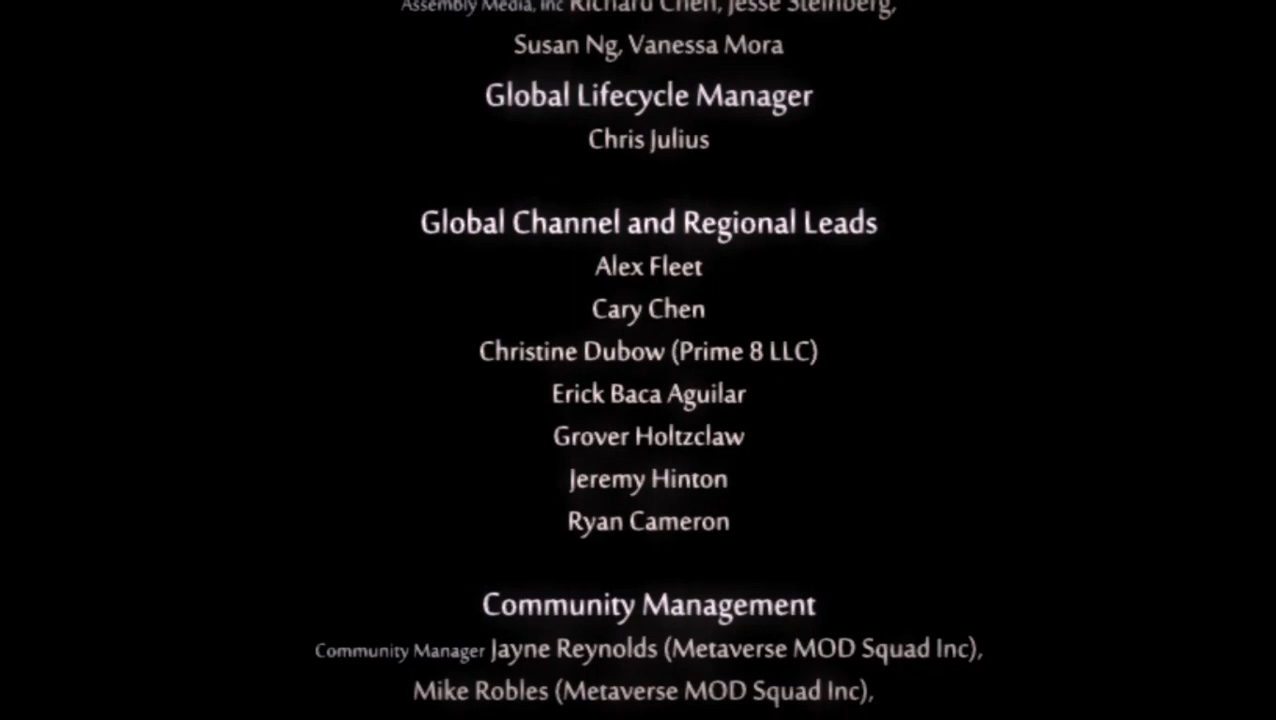 Assembly Media, Inc Richard Chen, Jesse Steinberg,
Susan Ng, Vanessa Mora
Global Lifecycle Manager
Chris Julius
Global Channel and Regional Leads
Alex Fleet
Cary Chen
Christine Dubow (Prime 8 LLC)
Erick Baca Aguilar
Grover Holtzclaw
Jeremy Hinton
Ryan Cameron
Community Management
Community Manager Jayne Reynolds (Metaverse MOD Squad Inc),
Mike Robles (Metaverse MOD Squad Inc),